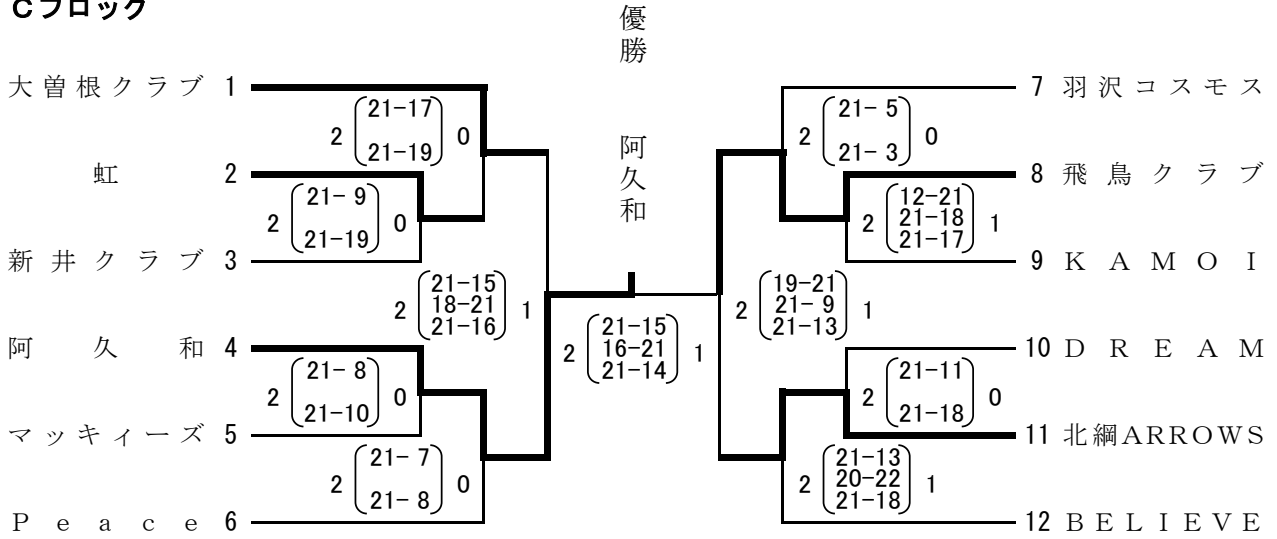 Cブロック
優勝
阿久和
大曽根クラブ 1
2 (21-17 21-19) 0
虹 2
2 (21- 9 21-19) 0
新井クラブ 3
2 (21-15 18-21 21-16) 1
阿久和 4
2 (21- 8 21-10) 0
マッキィーズ 5
2 (21- 7 21- 8) 0
Peace 6
2 (21-15 16-21 21-14) 1
7 羽沢コスモス
2 (21- 5 21- 3) 0
8 飛鳥クラブ
2 (12-21 21-18 21-17) 1
9 KAMOI
2 (19-21 21- 9 21-13) 1
10 DREAM
2 (21-11 21-18) 0
11 北綱ARROWS
2 (21-13 20-22 21-18) 1
12 BELIEVE